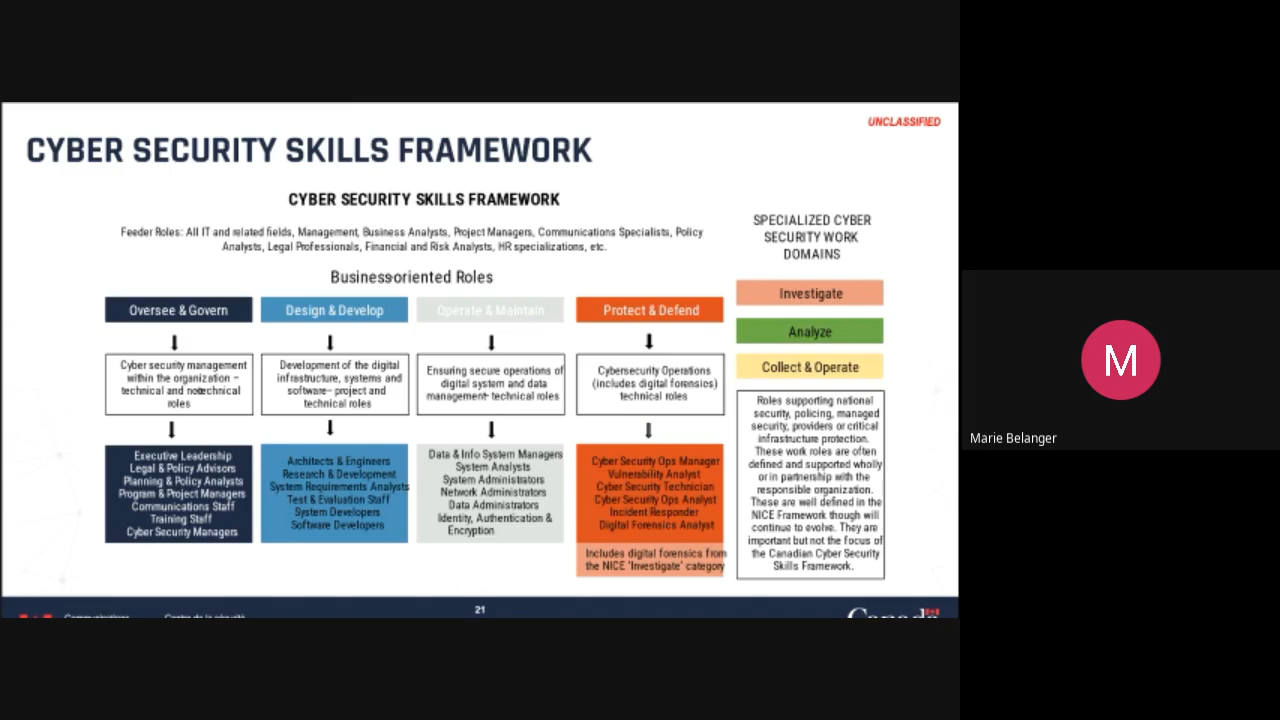 UNCLASSIFIED
CYBER SECURITY SKILLS FRAMEWORK
CYBER SECURITY SKILLS FRAMEWORK
Feeder Roles: All IT and related fields, Management, Business Analysts, Project Managers, Communications Specialists, Policy
Analysts, Legal Professionals, Financial and Risk Analysts, HR specializations, etc.
Business-oriented Roles
Oversee & Govern
Cyber security management
within the organization –
technical and non-technical
roles
Executive Leadership
Legal & Policy Advisors
Planning & Policy Analysts
Program & Project Managers
Communications Staff
Training Staff
Cyber Security Managers
Design & Develop
Development of the digital
infrastructure, systems and
software– project and
technical roles
Architects & Engineers
Research & Development
System Requirements Analysts
Test & Evaluation Staff
System Developers
Software Developers
Operate & Maintain
Ensuring secure operations of
digital system and data
management- technical roles
Data & Info System Managers
System Analysts
System Administrators
Network Administrators
Data Administrators
Identity, Authentication &
Encryption
Protect & Defend
Cybersecurity Operations
(includes digital forensics)
technical roles
Cyber Security Ops Manager
Vulnerability Analyst
Cyber Security Technician
Cyber Security Ops Analyst
Incident Responder
Digital Forensics Analyst
Includes digital forensics from
the NICE 'Investigate' category
SPECIALIZED CYBER
SECURITY WORK
DOMAINS
Investigate
Analyze
Collect & Operate
Roles supporting national
security, policing, managed
security, providers or critical
infrastructure protection.
These work roles are often
defined and supported wholly
or in partnership with the
responsible organization.
These are well defined in the
NICE Framework though will
continue to evolve. They are
important but not the focus of
the Canadian Cyber Security
Skills Framework.
21
Communications
Centre de la sécurité
Canada
M
Marie Belanger